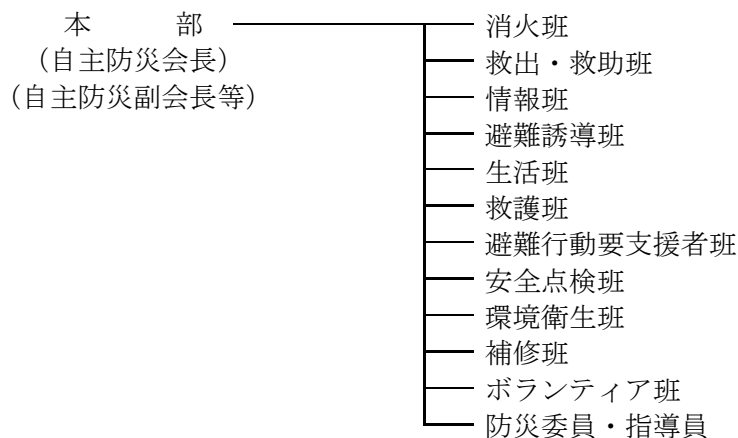 本　　部
（自主防災会長）
（自主防災副会長等）
消火班
救出・救助班
情報班
避難誘導班
生活班
救護班
避難行動要支援者班
安全点検班
環境衛生班
補修班
ボランティア班
防災委員・指導員